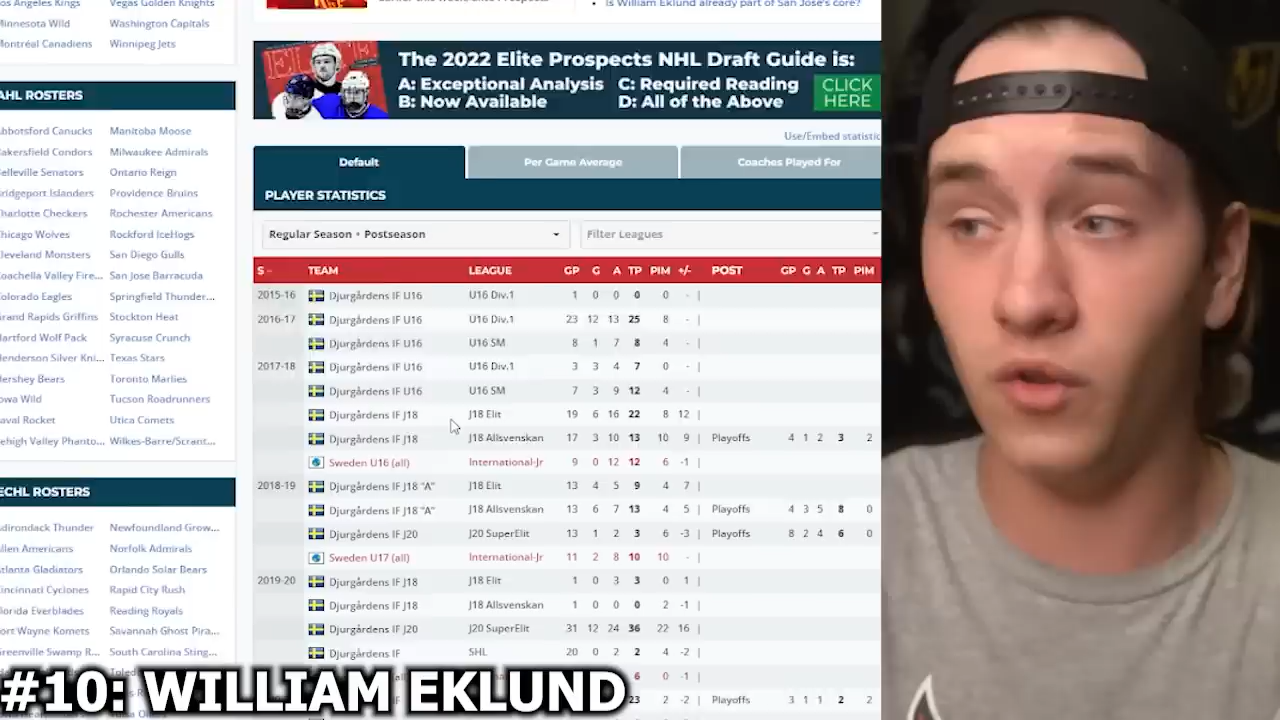 os Angeles Kings Vegas Golden Knights
Minnesota Wild Washington Capitals
Montréal Canadiens Winnipeg Jets
AHL ROSTERS
Abbotsford Canucks Manitoba Moose
Bakersfield Condors Milwaukee Admirals
Belleville Senators Ontario Reign
Bridgeport Islanders Providence Bruins
Charlotte Checkers Rochester Americans
Chicago Wolves Rockford IceHogs
Cleveland Monsters San Diego Gulls
Coachella Valley Fire... San Jose Barracuda
Colorado Eagles Springfield Thunder...
Grand Rapids Griffins Stockton Heat
Hartford Wolf Pack Syracuse Crunch
Henderson Silver Kni... Texas Stars
Hershey Bears Toronto Marlies
Iowa Wild Tucson Roadrunners
Laval Rocket Utica Comets
Lehigh Valley Phanto... Wilkes-Barre/Scrant...
ECHL ROSTERS
Adirondack Thunder Newfoundland Grow...
Allen Americans Norfolk Admirals
Atlanta Gladiators Orlando Solar Bears
Cincinnati Cyclones Rapid City Rush
Florida Everblades Reading Royals
Fort Wayne Komets Savannah Ghost Pira...
Greenville Swamp R... South Carolina Sting...
Is William Eklund already part of San Jose's core?
The 2022 Elite Prospects NHL Draft Guide is:
A: Exceptional Analysis C: Required Reading
B: Now Available D: All of the Above
CLICK HERE
Use/Embed statistic
Default Per Game Average Coaches Played For
PLAYER STATISTICS
Regular Season + Postseason Filter Leagues
S TEAM LEAGUE GP G A TP PIM +/- POST GP G A TP PIM
2015-16 Djurgårdens IF U16 U16 Div.1 1 0 0 0 0 - |
2016-17 Djurgårdens IF U16 U16 Div.1 23 12 13 25 8 - |
Djurgårdens IF U16 U16 SM 8 1 7 8 4 - |
2017-18 Djurgårdens IF U16 U16 Div.1 3 3 4 7 0 - |
Djurgårdens IF U16 U16 SM 7 3 9 12 4 - |
Djurgårdens IF J18 J18 Elit 19 6 16 22 8 12 |
Djurgårdens IF J18 J18 Allsvenskan 17 3 10 13 10 9 | Playoffs 4 1 2 3 2
Sweden U16 (all) International-Jr 9 0 12 12 6 -1 |
2018-19 Djurgårdens IF J18 "A" J18 Elit 13 4 5 9 4 7 |
Djurgårdens IF J18 "A" J18 Allsvenskan 13 6 7 13 4 5 | Playoffs 4 3 5 8 0
Djurgårdens IF J20 J20 SuperElit 13 1 2 3 6 -3 | Playoffs 8 2 4 6 0
Sweden U17 (all) International-Jr 11 2 8 10 10 - |
2019-20 Djurgårdens IF J18 J18 Elit 1 0 3 3 0 1 |
Djurgårdens IF J18 J18 Allsvenskan 1 0 0 0 2 -1 |
Djurgårdens IF J20 J20 SuperElit 31 12 24 36 22 16 |
Djurgårdens IF SHL 20 0 2 2 4 -2 |
6 0 -1 |
23 2 -2 | Playoffs 3 1 1 2 0
#10: WILLIAM EKLUND